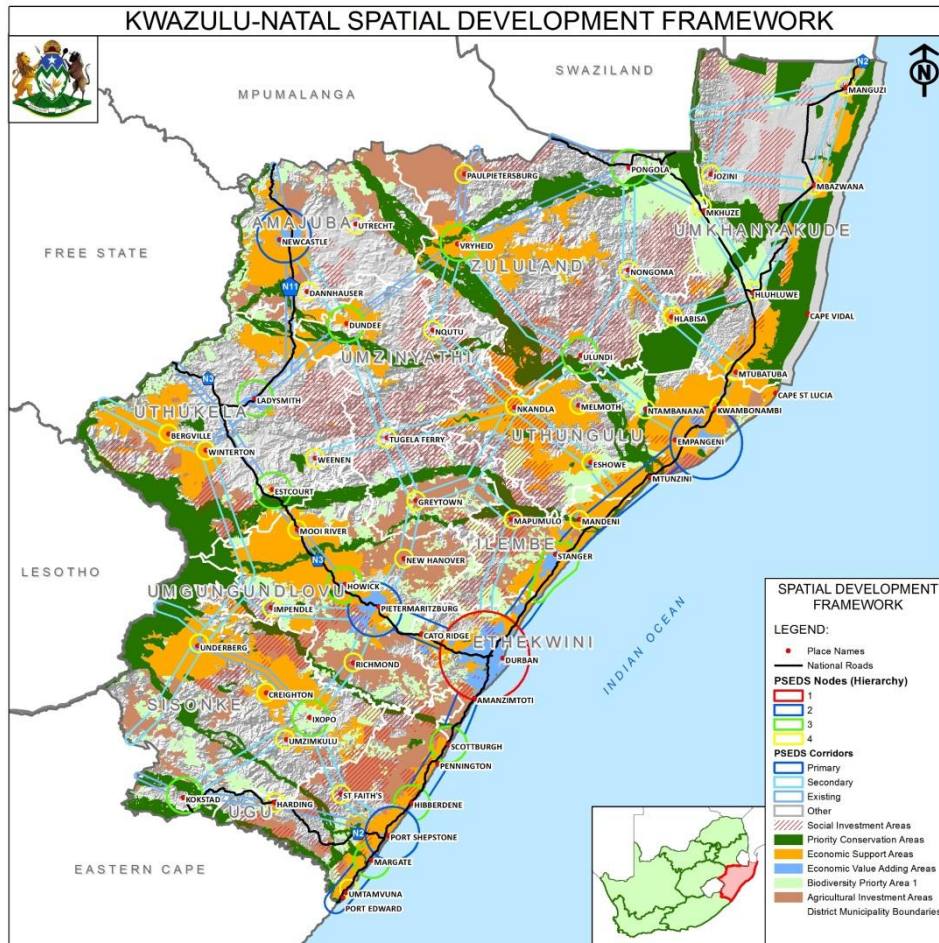 KWAZULU-NATAL SPATIAL DEVELOPMENT FRAMEWORK
SWAZILAND
MPUMALANGA
N2
N
MANGUZI
PONGOLA
PAULPIETERSBURG
JOZINI
MBAZWANA
MKHUZE
AMAJUBA
UTRECHT
UMKHANYAKUDE
NEWCASTLE
VRYHEID
FREE STATE
ZULULAND
NONGOMA
N11
DANNHAUSER
HLUHLUWE
HLABISA
CAPE VIDAL
DUNDEE
NQUTU
UMZINYATHI
ULUNDI
N3
MTUBATUBA
LADYSMITH
CAPE ST LUCIA
UTHUKELA
NKANDLA
MELMOTH
NTAMBANANA
KWAMBONAMBI
BERGVILLE
TUGELA FERRY
UTHUNGULU
EMPANGENI
WINTERTON
WEENEN
ESHOWE
MTUNZINI
ESTCOURT
GREYTOWN
MAPUMULO
MANDENI
MOOI RIVER
ILEMBE
STANGER
N3
NEW HANOVER
LESOTHO
UMGUNGUNDLOVU
HOWICK
IMPENDLE
PIETERMARITZBURG
CATO RIDGE
ETHEKWINI
UNDERBERG
DURBAN
RICHMOND
INDIAN OCEAN
CREIGHTON
AMANZIMTOTI
SISONKE
IXOPO
UMZIMKULU
SCOTTBURGH
PENNINGTON
KOKSTAD
HARDING
ST FAITH'S
HIBBERDENE
UGU
N2
PORT SHEPSTONE
EASTERN CAPE
MARGATE
UMTAMVUNA
PORT EDWARD
SPATIAL DEVELOPMENT
FRAMEWORK
LEGEND:
Place Names
National Roads
PSEDS Nodes (Hierarchy)
1
2
3
4
PSEDS Corridors
Primary
Secondary
Existing
Other
Social Investment Areas
Priority Conservation Areas
Economic Support Areas
Economic Value Adding Areas
Biodiversity Priorty Area 1
Agricultural Investment Areas
District Municipality Boundaries